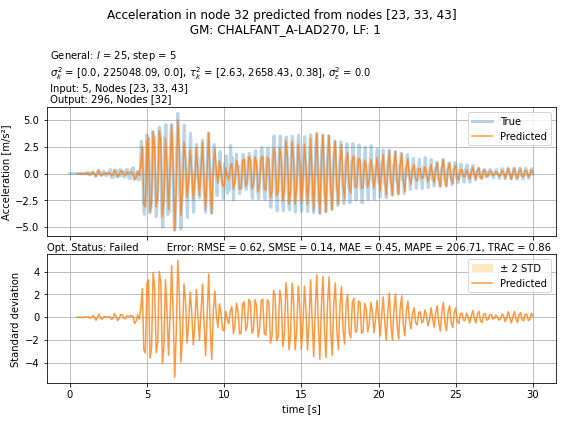 Acceleration in node 32 predicted from nodes [23, 33, 43]
GM: CHALFANT_A-LAD270, LF: 1
General: l = 25, step = 5
σ²ₖ = [0.0, 225048.09, 0.0], τ²ₖ = [2.63, 2658.43, 0.38], σ²ε = 0.0
Input: 5, Nodes [23, 33, 43]
Output: 296, Nodes [32]
Acceleration [m/s²]
5.0
2.5
0.0
−2.5
−5.0
True
Predicted
Opt. Status: Failed Error: RMSE = 0.62, SMSE = 0.14, MAE = 0.45, MAPE = 206.71, TRAC = 0.86
Standard deviation
4
2
0
−2
−4
± 2 STD
Predicted
0 5 10 15 20 25 30
time [s]